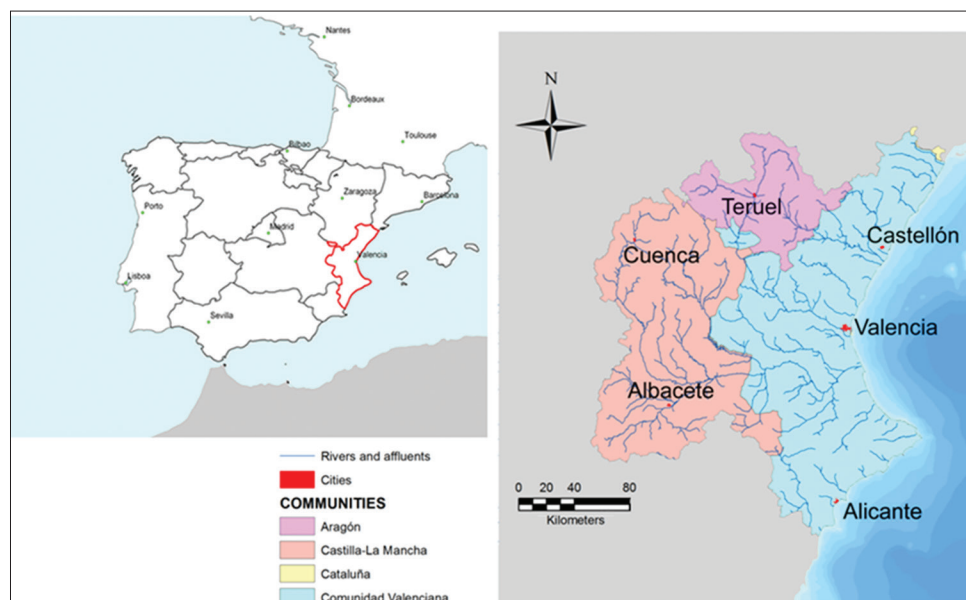 Nantes
Bordeaux
Toulouse
Bilbao
Zaragoza
Barcelona
Porto
Madrid
Valencia
Lisboa
Sevilla
N
Teruel
Castellón
Cuenca
Valencia
Albacete
Alicante
0 20 40 80
Kilometers
Rivers and affluents
Cities
COMMUNITIES
Aragón
Castilla-La Mancha
Cataluña
Comunidad Valenciana